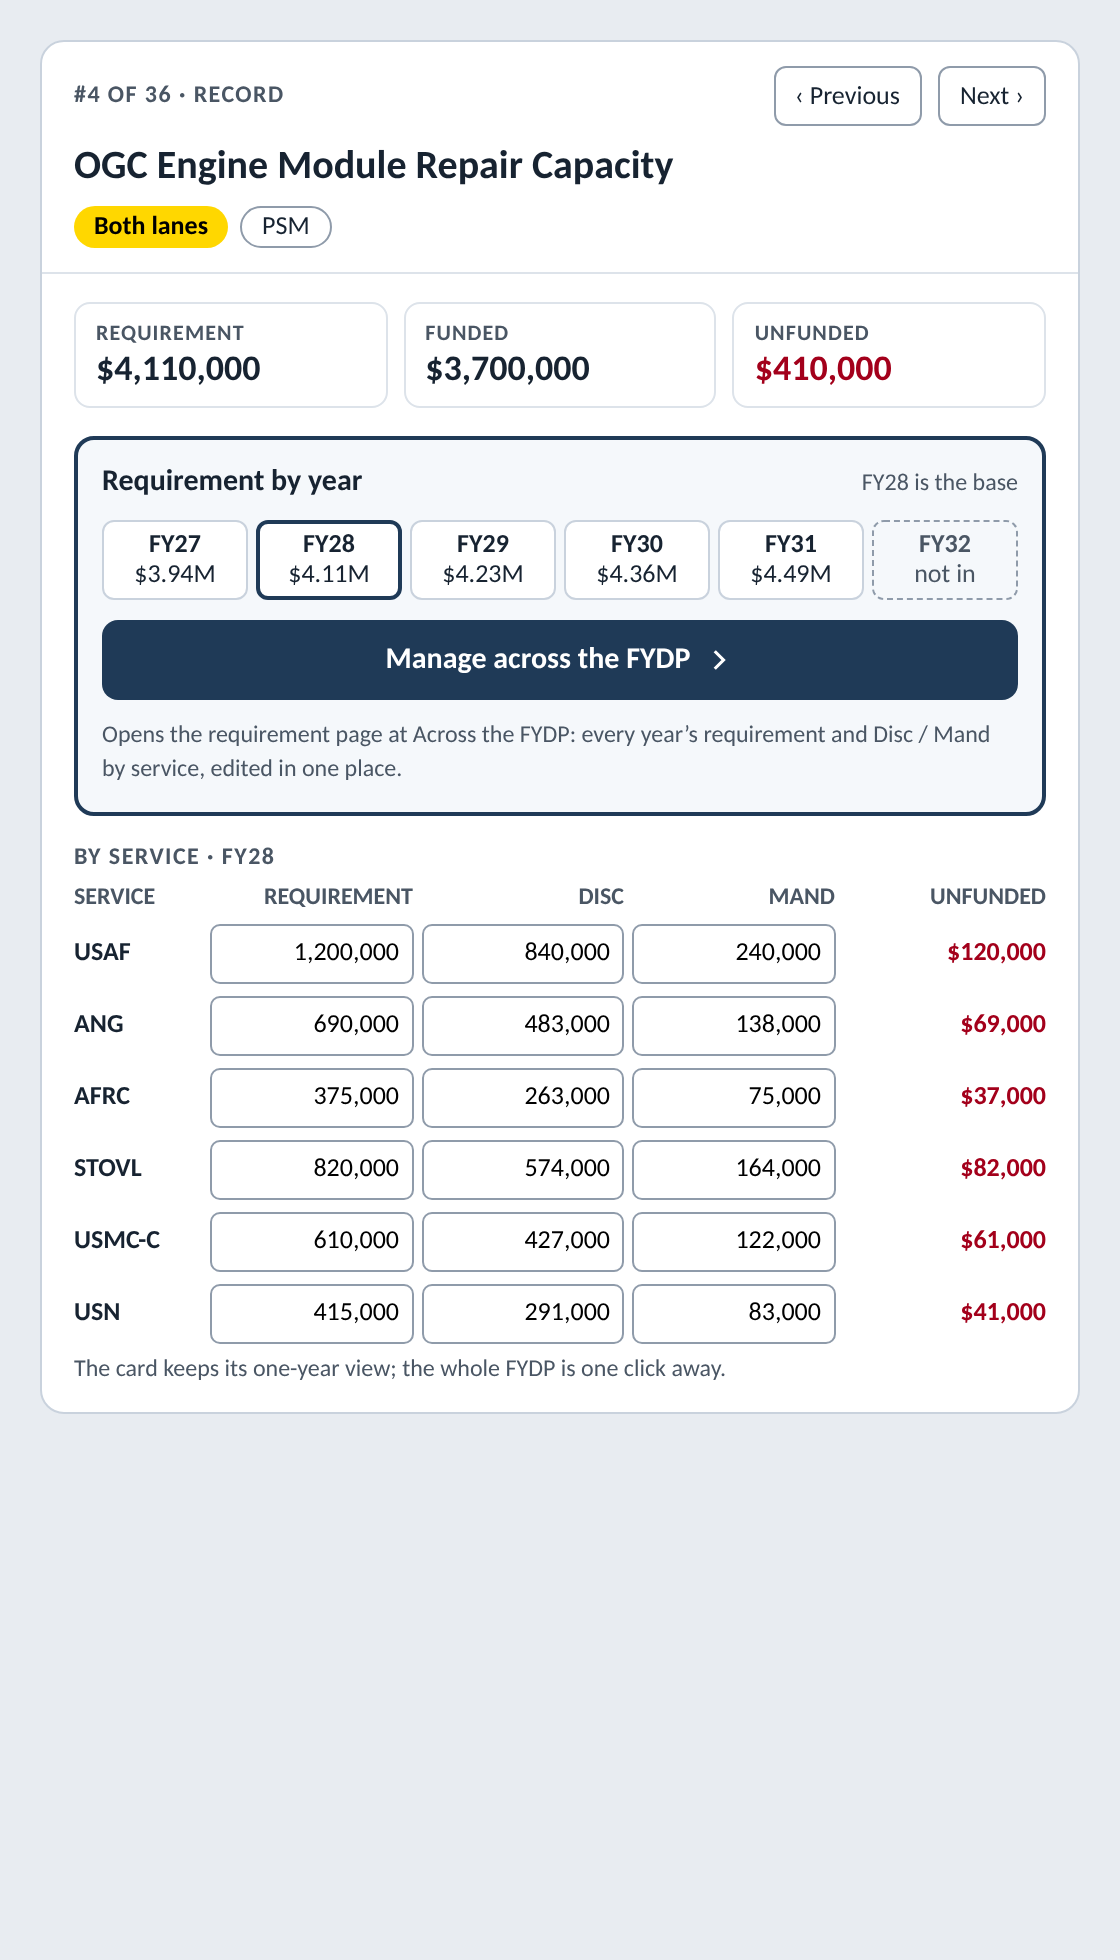 #4 OF 36 · RECORD
‹ Previous
Next ›
OGC Engine Module Repair Capacity
Both lanes
PSM
REQUIREMENT
$4,110,000
FUNDED
$3,700,000
UNFUNDED
$410,000
Requirement by year
FY28 is the base
FY27
$3.94M
FY28
$4.11M
FY29
$4.23M
FY30
$4.36M
FY31
$4.49M
FY32
not in
Manage across the FYDP ›
Opens the requirement page at Across the FYDP: every year’s requirement and Disc / Mand
by service, edited in one place.
BY SERVICE · FY28
SERVICE REQUIREMENT DISC MAND UNFUNDED
USAF 1,200,000 840,000 240,000 $120,000
ANG 690,000 483,000 138,000 $69,000
AFRC 375,000 263,000 75,000 $37,000
STOVL 820,000 574,000 164,000 $82,000
USMC-C 610,000 427,000 122,000 $61,000
USN 415,000 291,000 83,000 $41,000
The card keeps its one-year view; the whole FYDP is one click away.